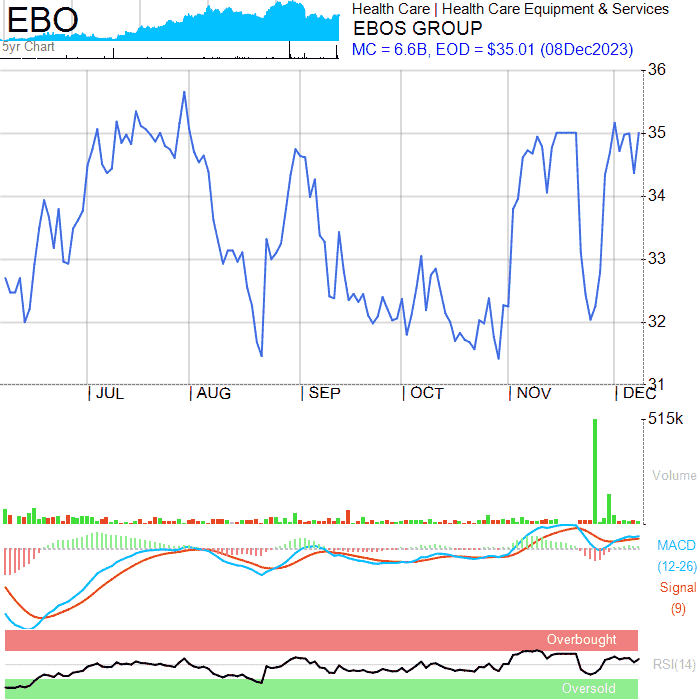 EBO
5yr Chart
Health Care | Health Care Equipment & Services
EBOS GROUP
MC = 6.6B, EOD = $35.01 (08Dec2023)
36
35
34
33
32
31
JUL
AUG
SEP
OCT
NOV
DEC
515k
Volume
MACD
(12-26)
Signal
(9)
Overbought
RSI(14)
Oversold